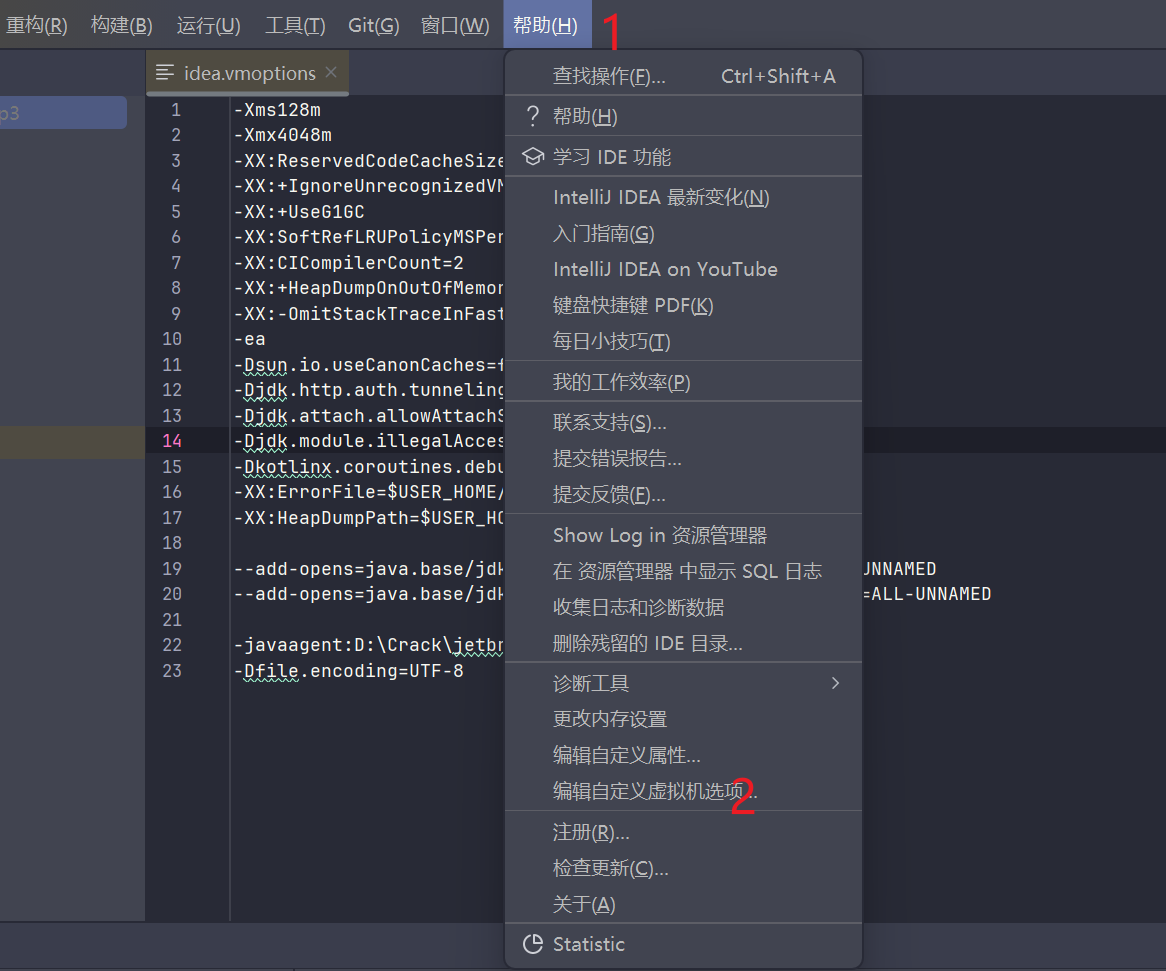 重构(R) 构建(B) 运行(U) 工具(T) Git(G) 窗口(W) 帮助(H) 1
idea.vmoptions
p3
1 -Xms128m
2 -Xmx4048m
3 -XX:ReservedCodeCacheSize
4 -XX:+IgnoreUnrecognizedVM
5 -XX:+UseG1GC
6 -XX:SoftRefLRUPolicyMSPer
7 -XX:CICompilerCount=2
8 -XX:+HeapDumpOnOutOfMemor
9 -XX:-OmitStackTraceInFast
10 -ea
11 -Dsun.io.useCanonCaches=f
12 -Djdk.http.auth.tunneling
13 -Djdk.attach.allowAttachS
14 -Djdk.module.illegalAcces
15 -Dkotlinx.coroutines.debu
16 -XX:ErrorFile=$USER_HOME/
17 -XX:HeapDumpPath=$USER_HO
18
19 --add-opens=java.base/jdk UNNAMED
20 --add-opens=java.base/jdk =ALL-UNNAMED
21
22 -javaagent:D:\Crack\jetbr
23 -Dfile.encoding=UTF-8
查找操作(F)... Ctrl+Shift+A
? 帮助(H)
学习 IDE 功能
IntelliJ IDEA 最新变化(N)
入门指南(G)
IntelliJ IDEA on YouTube
键盘快捷键 PDF(K)
每日小技巧(T)
我的工作效率(P)
联系支持(S)...
提交错误报告...
提交反馈(F)...
Show Log in 资源管理器
在 资源管理器 中显示 SQL 日志
收集日志和诊断数据
删除残留的 IDE 目录...
诊断工具
更改内存设置
编辑自定义属性...
编辑自定义虚拟机选项... 2
注册(R)...
检查更新(C)...
关于(A)
Statistic